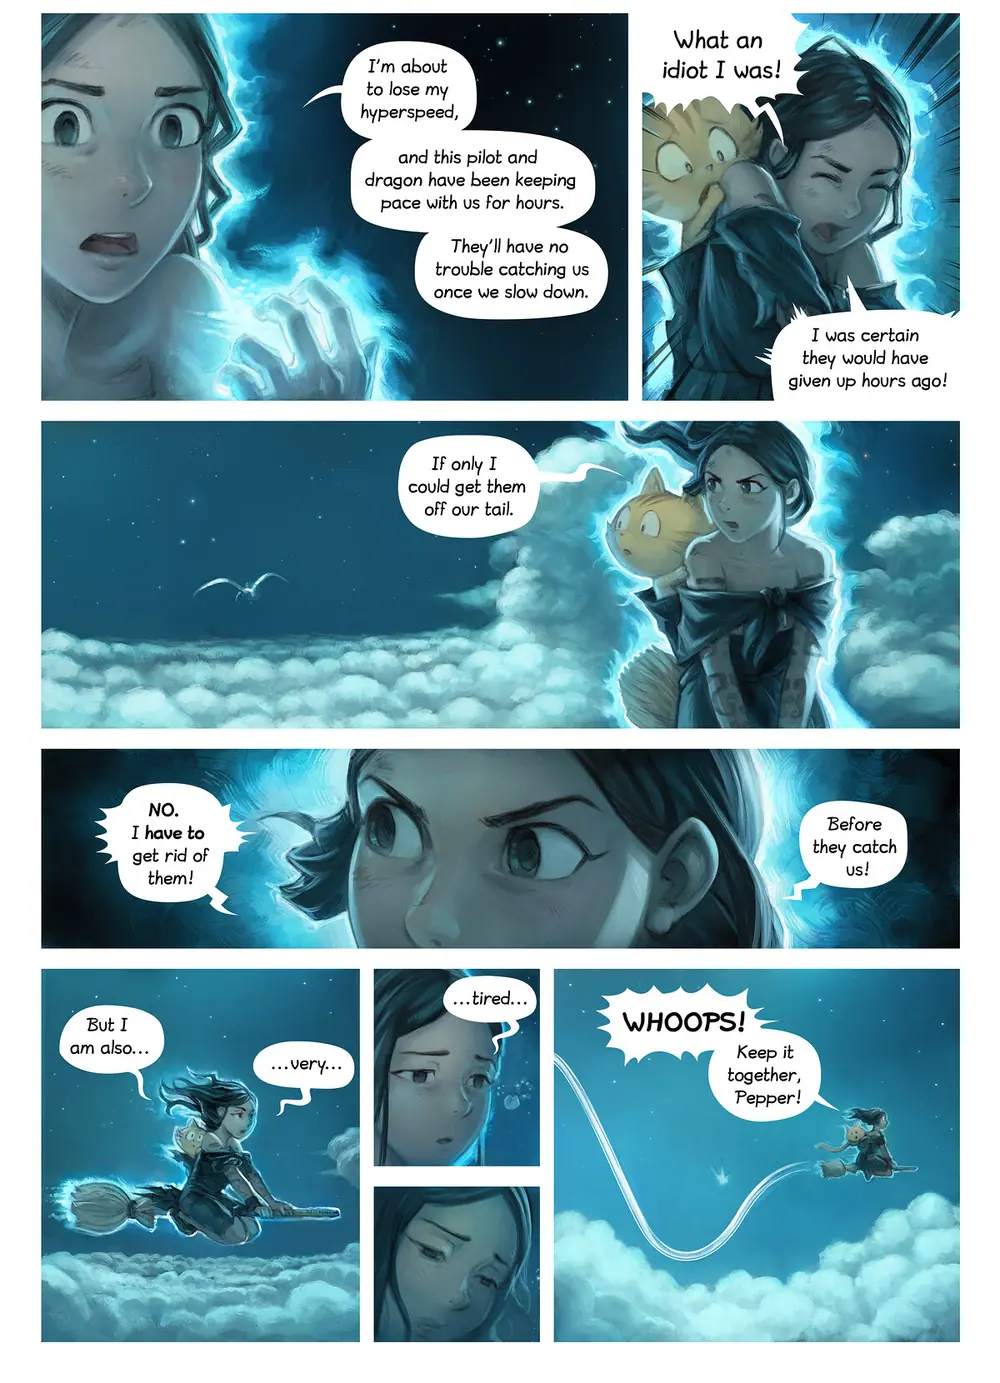 I'm about
to lose my
hyperspeed,
and this pilot and
dragon have been keeping
pace with us for hours.
They'll have no
trouble catching us
once we slow down.
What an
idiot I was!
I was certain
they would have
given up hours ago!
If only I
could get them
off our tail.
NO.
I have to
get rid of
them!
Before
they catch
us!
But I
am also...
...very...
...tired...
WHOOPS!
Keep it
together,
Pepper!